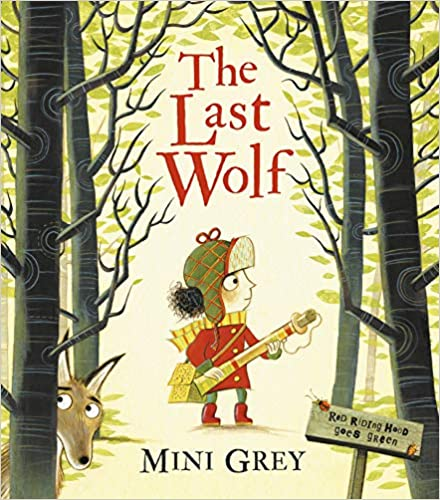 The
Last
Wolf
RED RIDING HOOD
GOES GREEN
MINI GREY